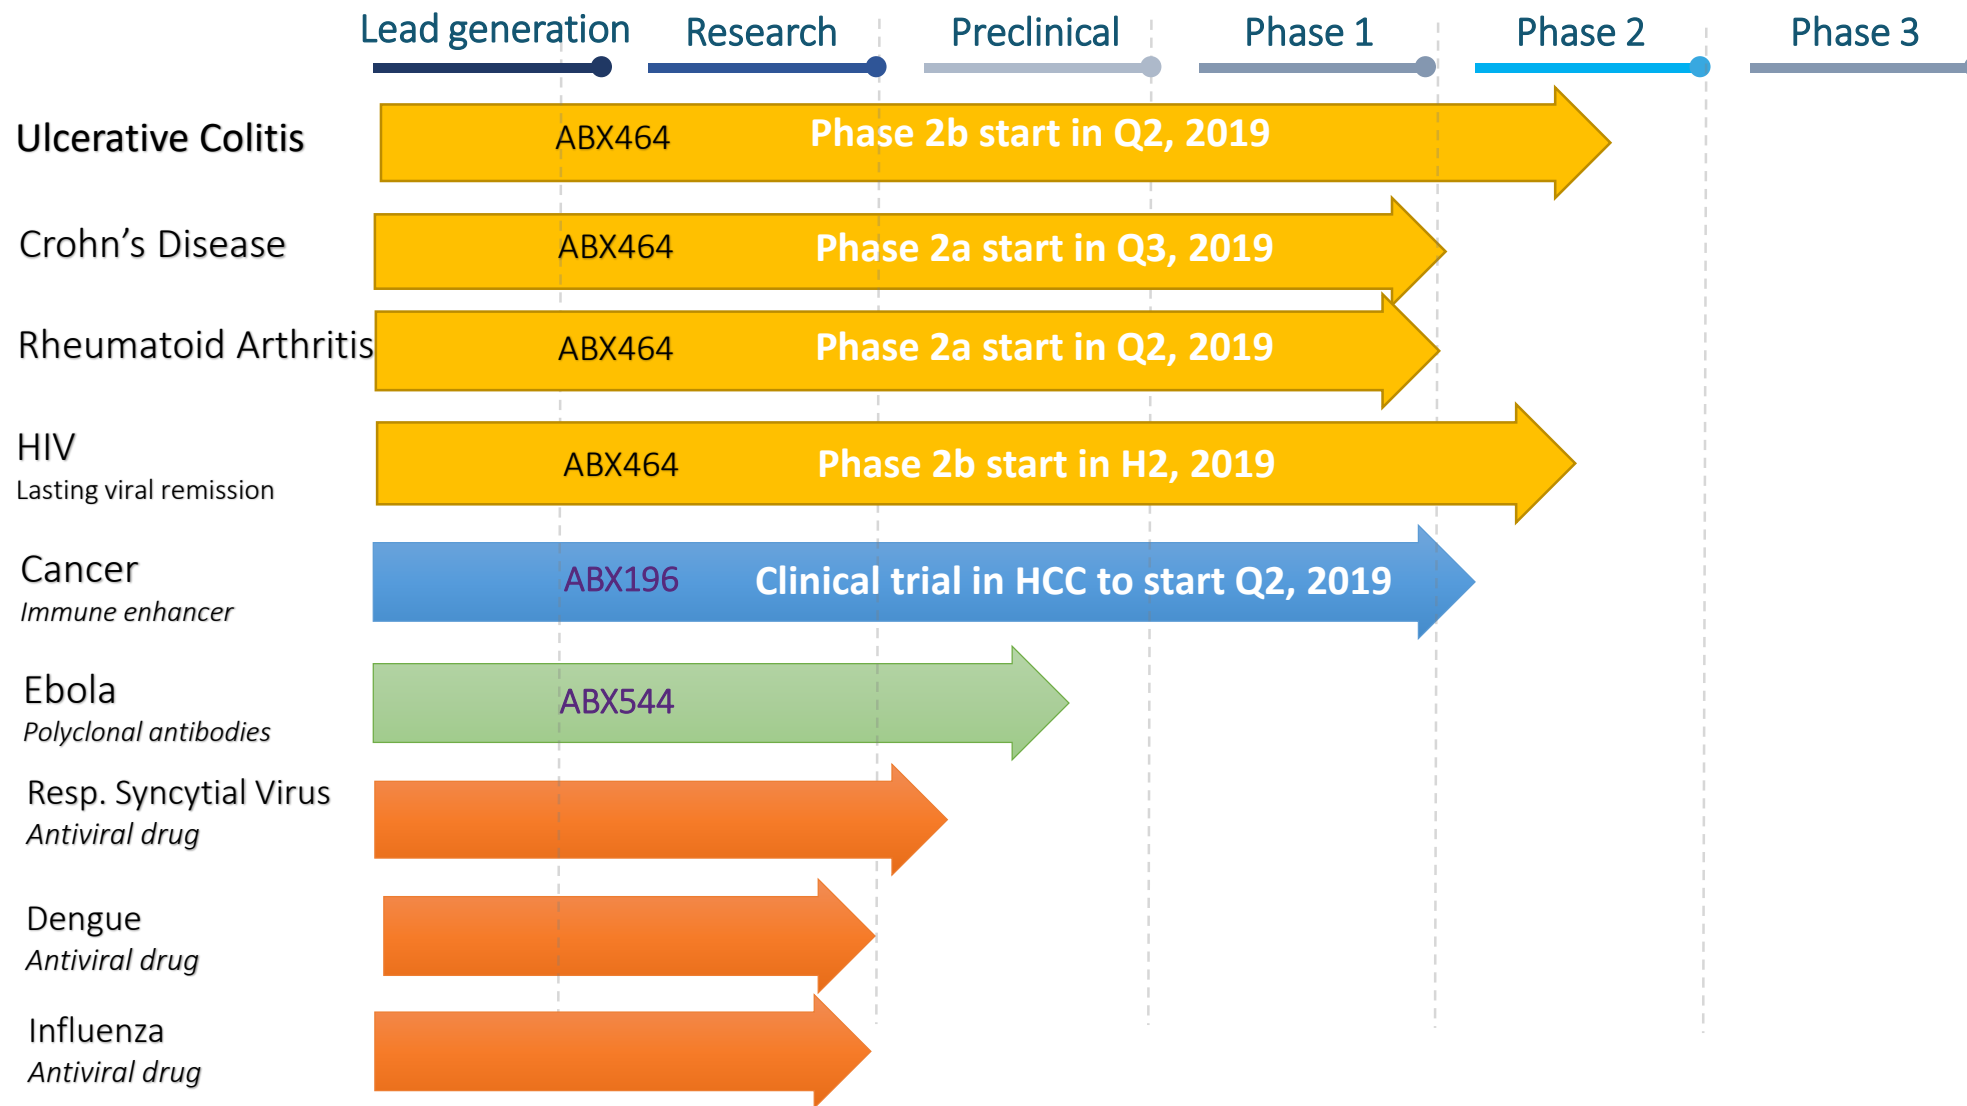 Lead generation
Research
Preclinical
Phase 1
Phase 2
Phase 3
Ulcerative Colitis
ABX464
Phase 2b start in Q2, 2019
Crohn’s Disease
ABX464
Phase 2a start in Q3, 2019
Rheumatoid Arthritis
ABX464
Phase 2a start in Q2, 2019
HIV
Lasting viral remission
ABX464
Phase 2b start in H2, 2019
Cancer
Immune enhancer
ABX196
Clinical trial in HCC to start Q2, 2019
Ebola
Polyclonal antibodies
ABX544
Resp. Syncytial Virus
Antiviral drug
Dengue
Antiviral drug
Influenza
Antiviral drug